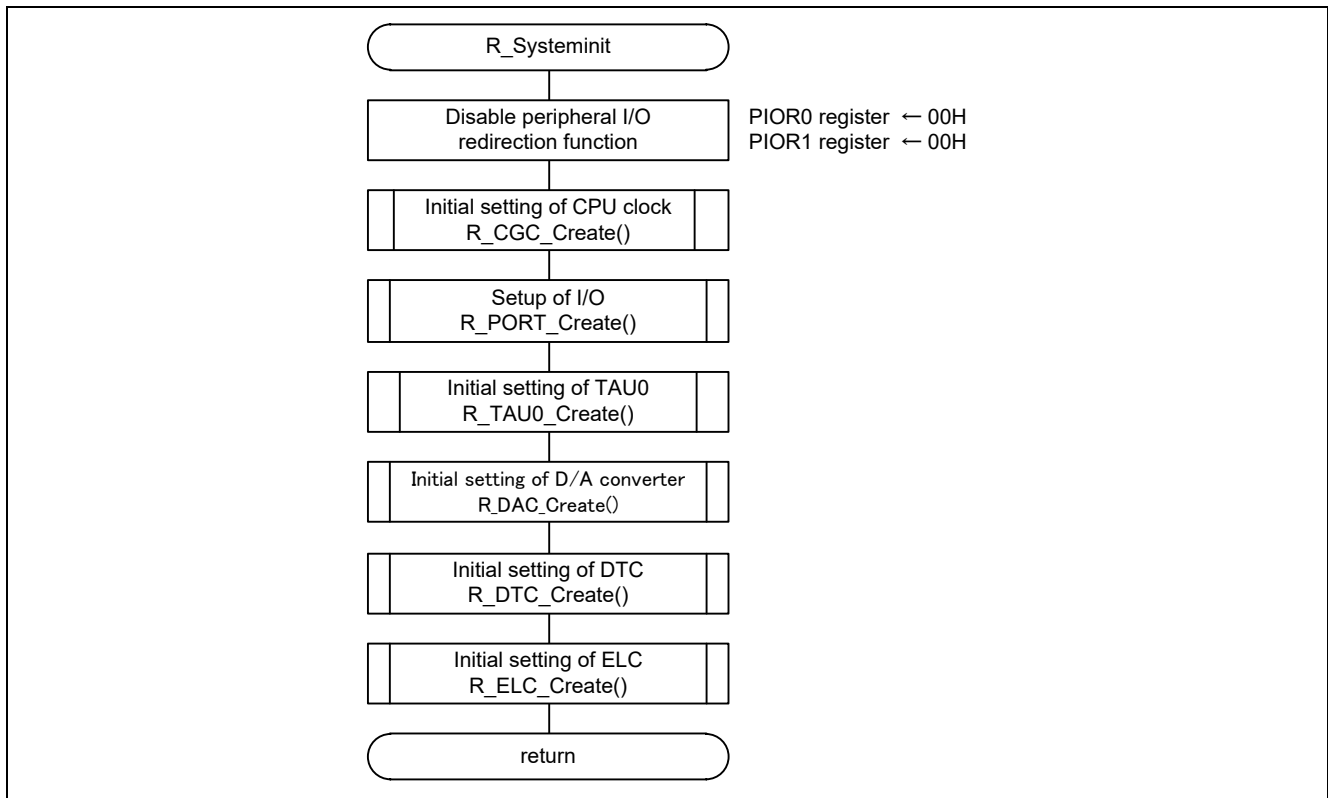 R_Systeminit
Disable peripheral I/O
redirection function
PIOR0 register ← 00H
PIOR1 register ← 00H
Initial setting of CPU clock
R_CGC_Create()
Setup of I/O
R_PORT_Create()
Initial setting of TAU0
R_TAU0_Create()
Initial setting of D/A converter
R_DAC_Create()
Initial setting of DTC
R_DTC_Create()
Initial setting of ELC
R_ELC_Create()
return